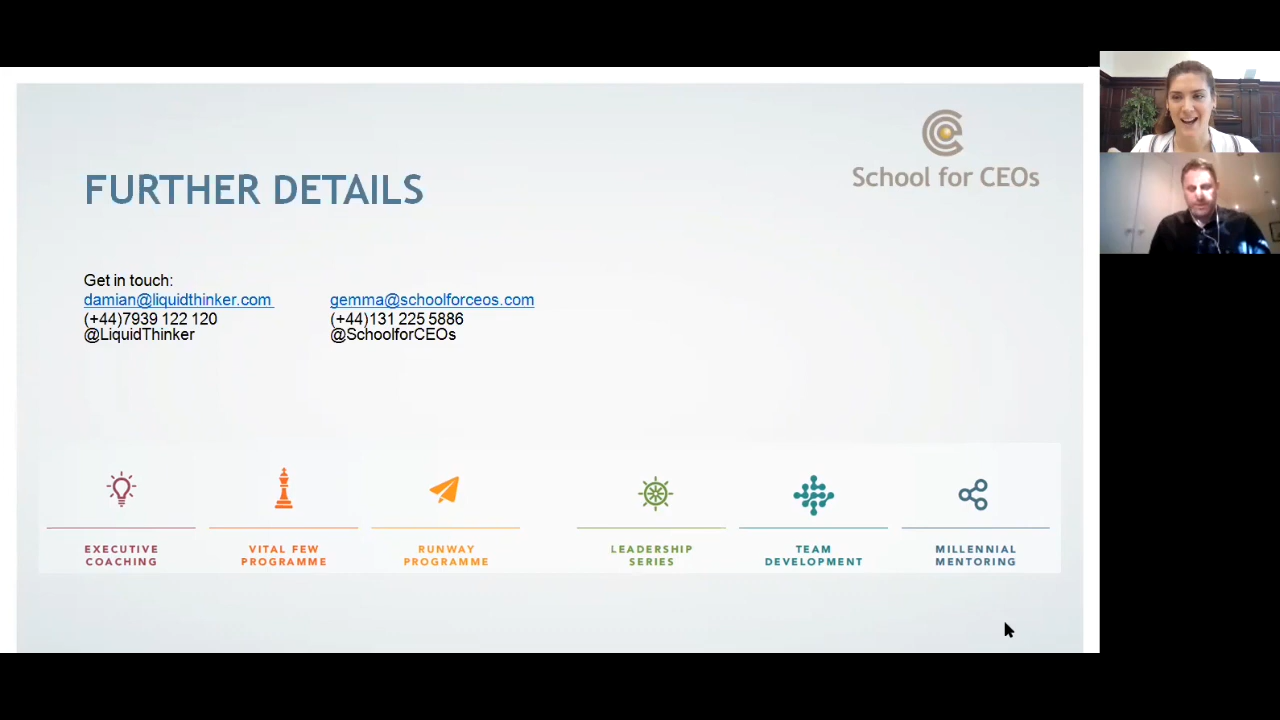 School for CEOs
FURTHER DETAILS
Get in touch:
damian@liquidthinker.com
(+44)7939 122 120
@LiquidThinker
gemma@schoolforceos.com
(+44)131 225 5886
@SchoolforCEOs
EXECUTIVE
COACHING
VITAL FEW
PROGRAMME
RUNWAY
PROGRAMME
LEADERSHIP
SERIES
TEAM
DEVELOPMENT
MILLENNIAL
MENTORING